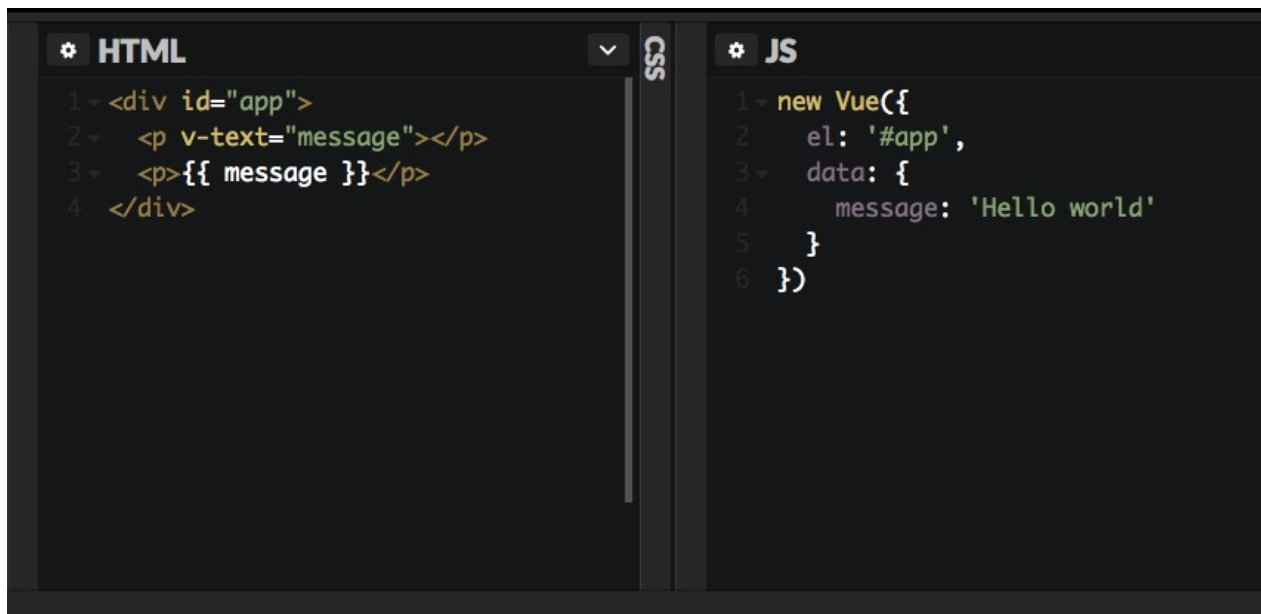 HTML
1 <div id="app">
2   <p v-text="message"></p>
3   <p>{{ message }}</p>
4 </div>
CSS
JS
1 new Vue({
2   el: '#app',
3   data: {
4     message: 'Hello world'
5   }
6 })